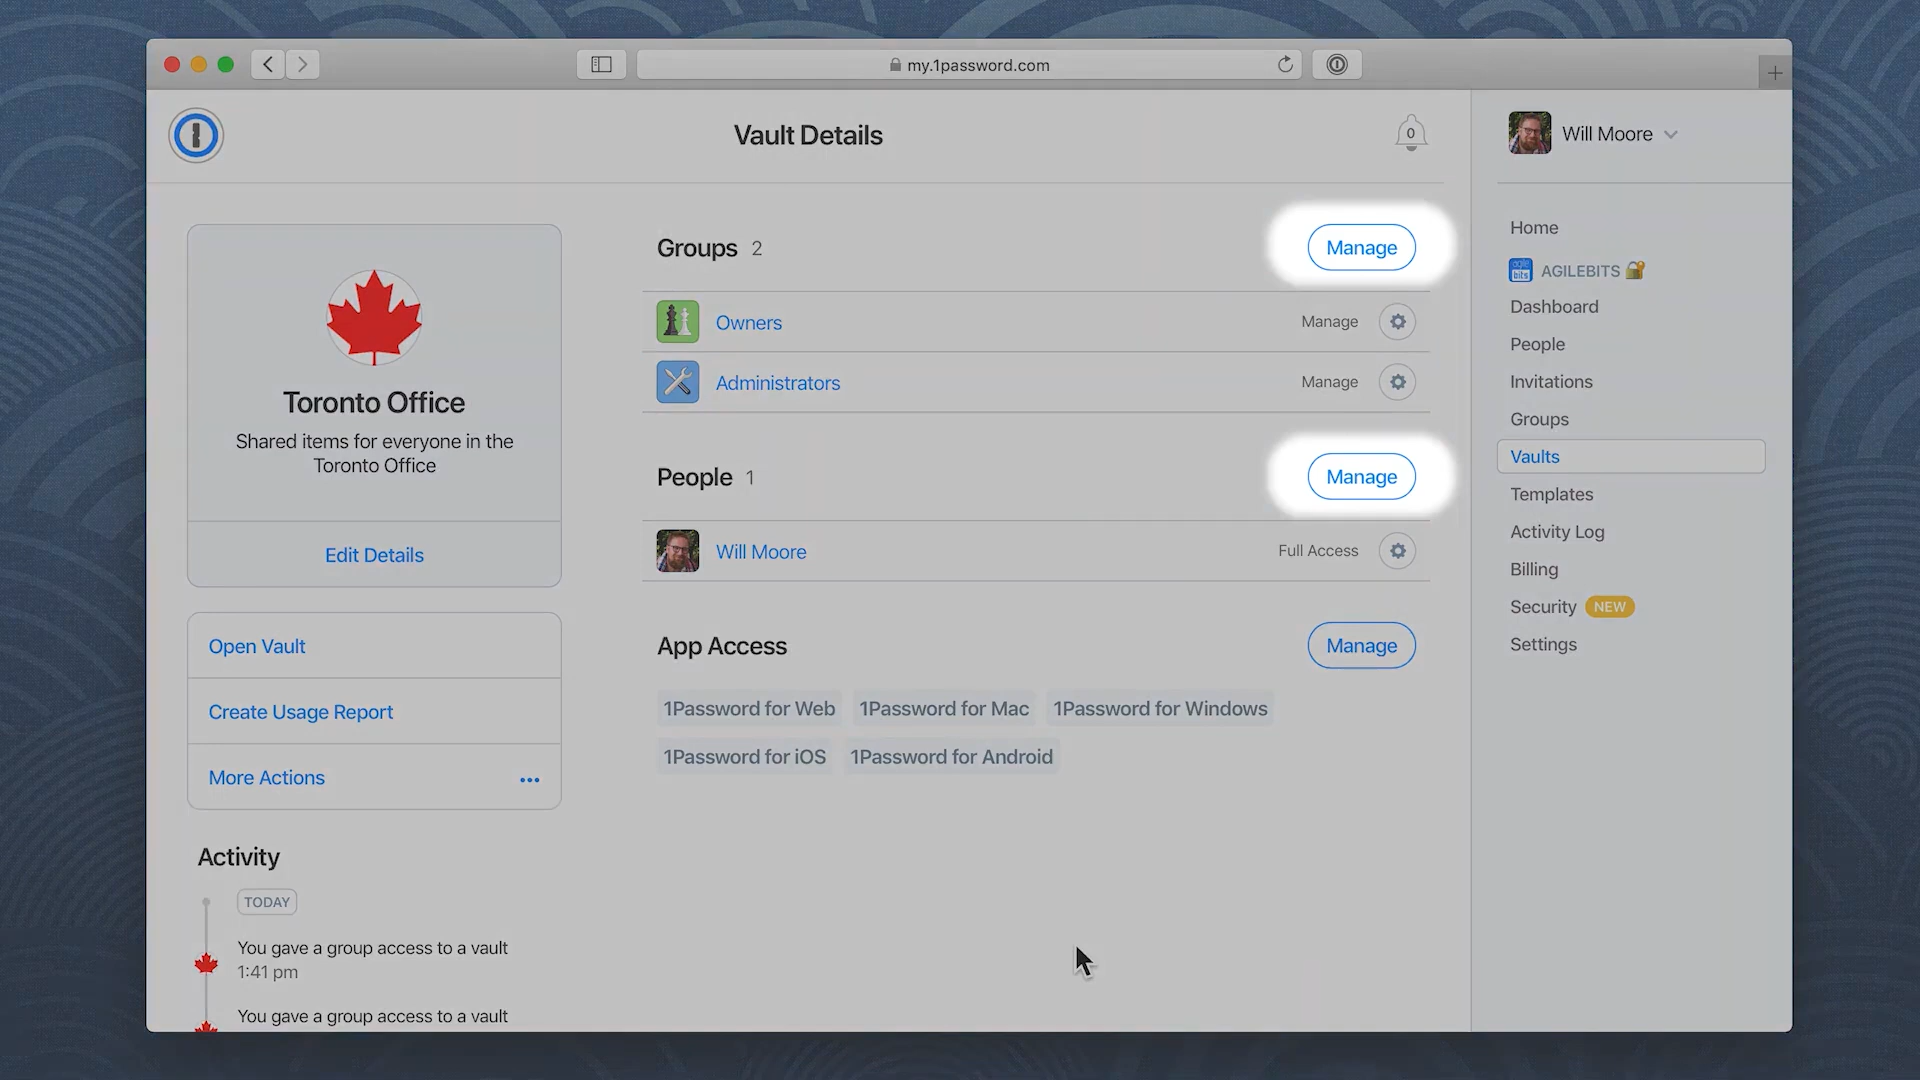 my.1password.com
Vault Details
0
Will Moore
Toronto Office
Shared items for everyone in the
Toronto Office
Edit Details
Open Vault
Create Usage Report
More Actions
Activity
TODAY
You gave a group access to a vault
1:41 pm
You gave a group access to a vault
Groups 2
Manage
Owners
Manage
Administrators
Manage
People 1
Manage
Will Moore
Full Access
App Access
Manage
1Password for Web
1Password for Mac
1Password for Windows
1Password for iOS
1Password for Android
Home
agile
bits
AGILEBITS
Dashboard
People
Invitations
Groups
Vaults
Templates
Activity Log
Billing
Security NEW
Settings